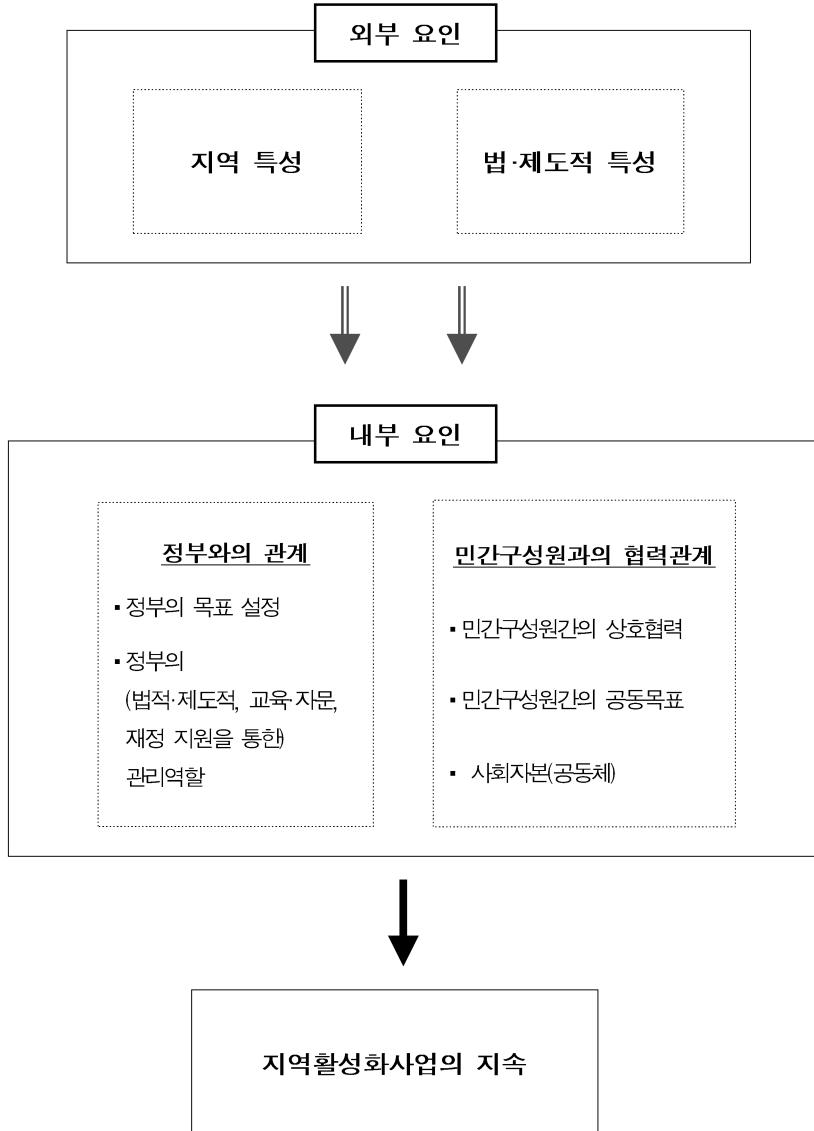 외부 요인
지역 특성
법·제도적 특성
내부 요인
정부와의 관계
▪ 정부의 목표 설정
▪ 정부의
(법적·제도적, 교육·자문,
재정 지원을 통한)
관리역할
민간구성원과의 협력관계
▪ 민간구성원간의 상호협력
▪ 민간구성원간의 공동목표
▪ 사회자본(공동체)
지역활성화사업의 지속